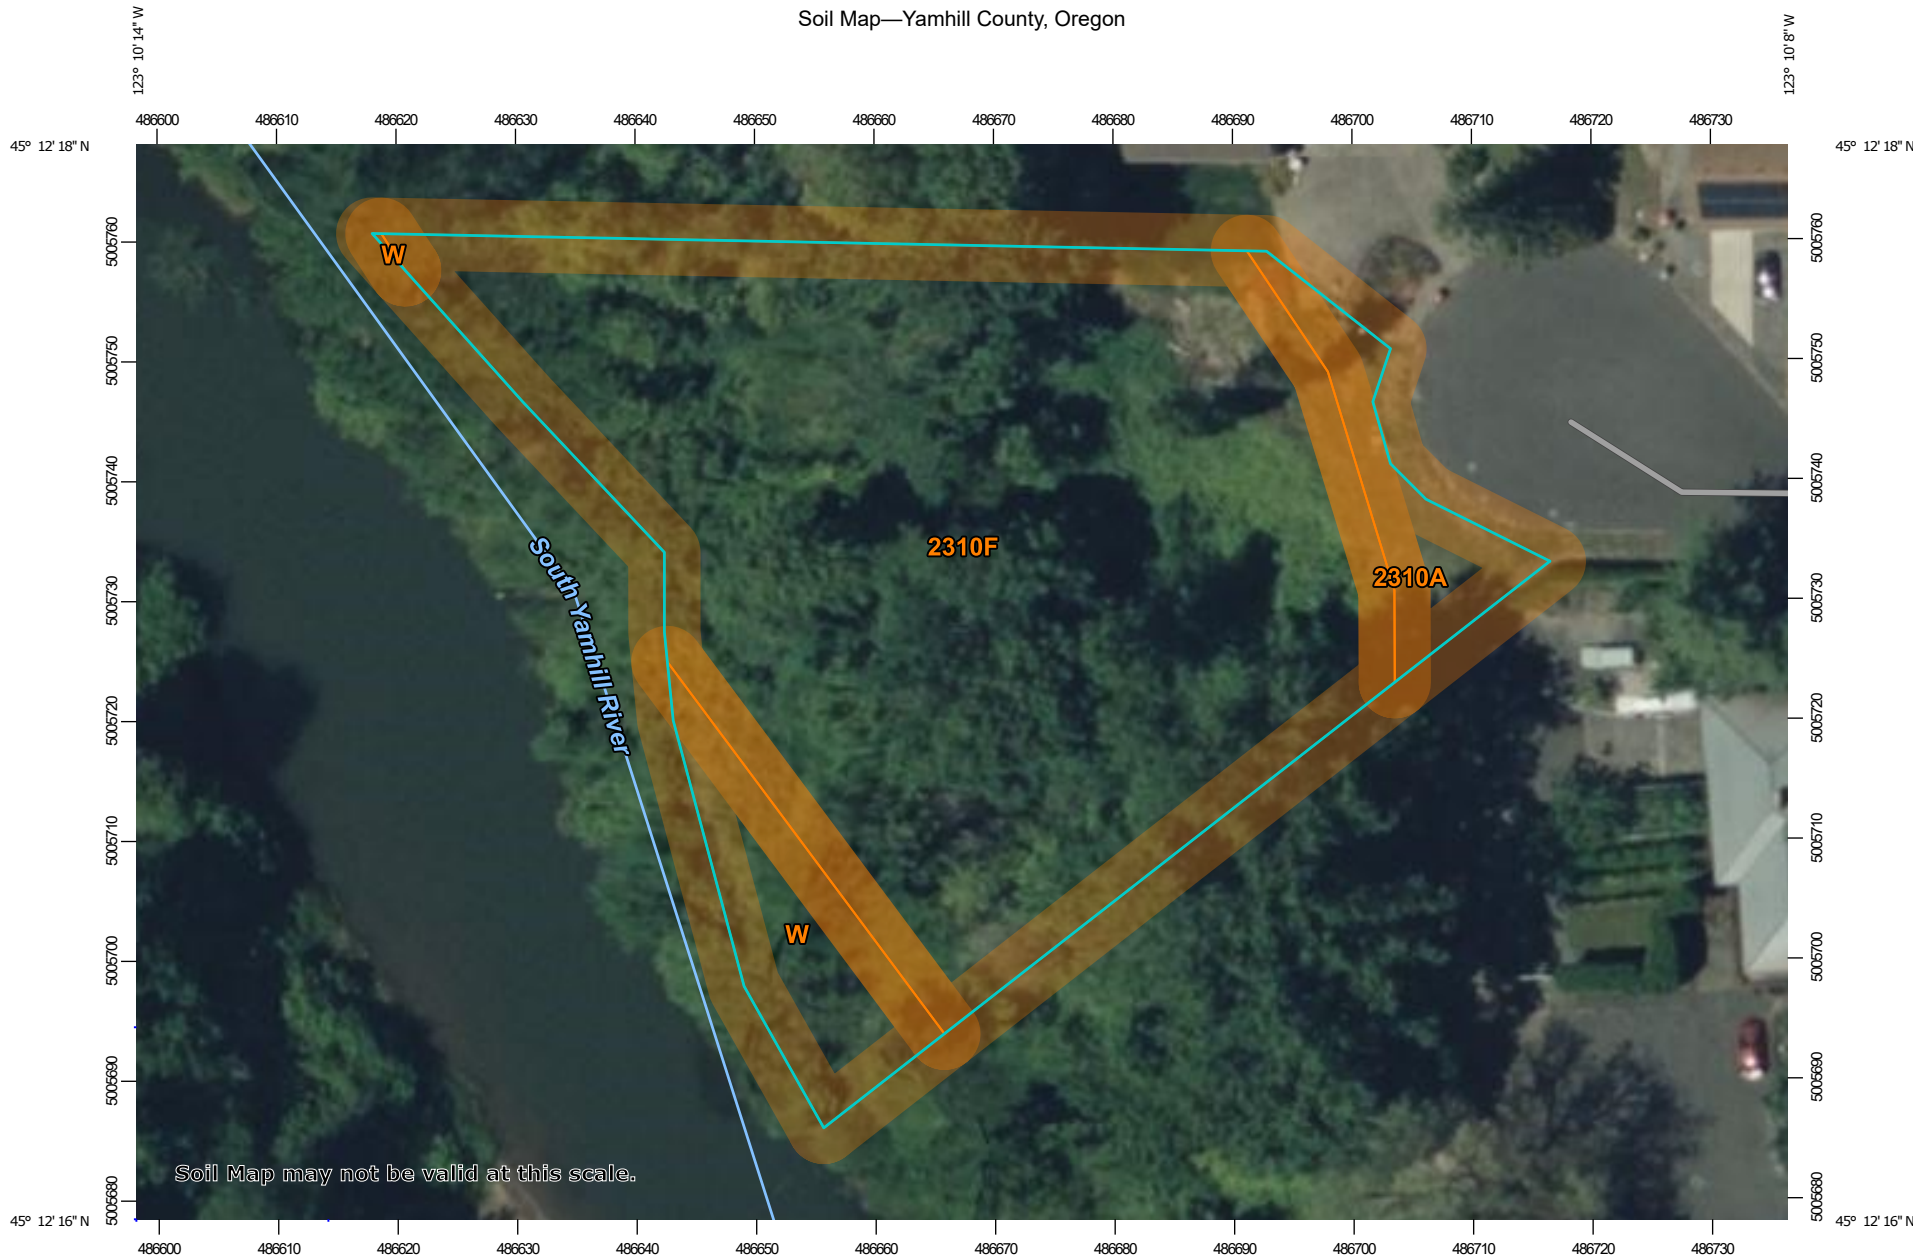 Soil Map—Yamhill County, Oregon
123° 10' 14" W
123° 10' 8" W
486600 486610 486620 486630 486640 486650 486660 486670 486680 486690 486700 486710 486720 486730
45° 12' 18" N
45° 12' 18" N
5005760
5005760
W
5005750
5005750
5005740
5005740
South Yamhill River
2310F
2310A
5005730
5005730
5005720
5005720
5005710
5005710
W
5005700
5005700
5005690
5005690
Soil Map may not be valid at this scale.
5005680
5005680
45° 12' 16" N
45° 12' 16" N
486600 486610 486620 486630 486640 486650 486660 486670 486680 486690 486700 486710 486720 486730